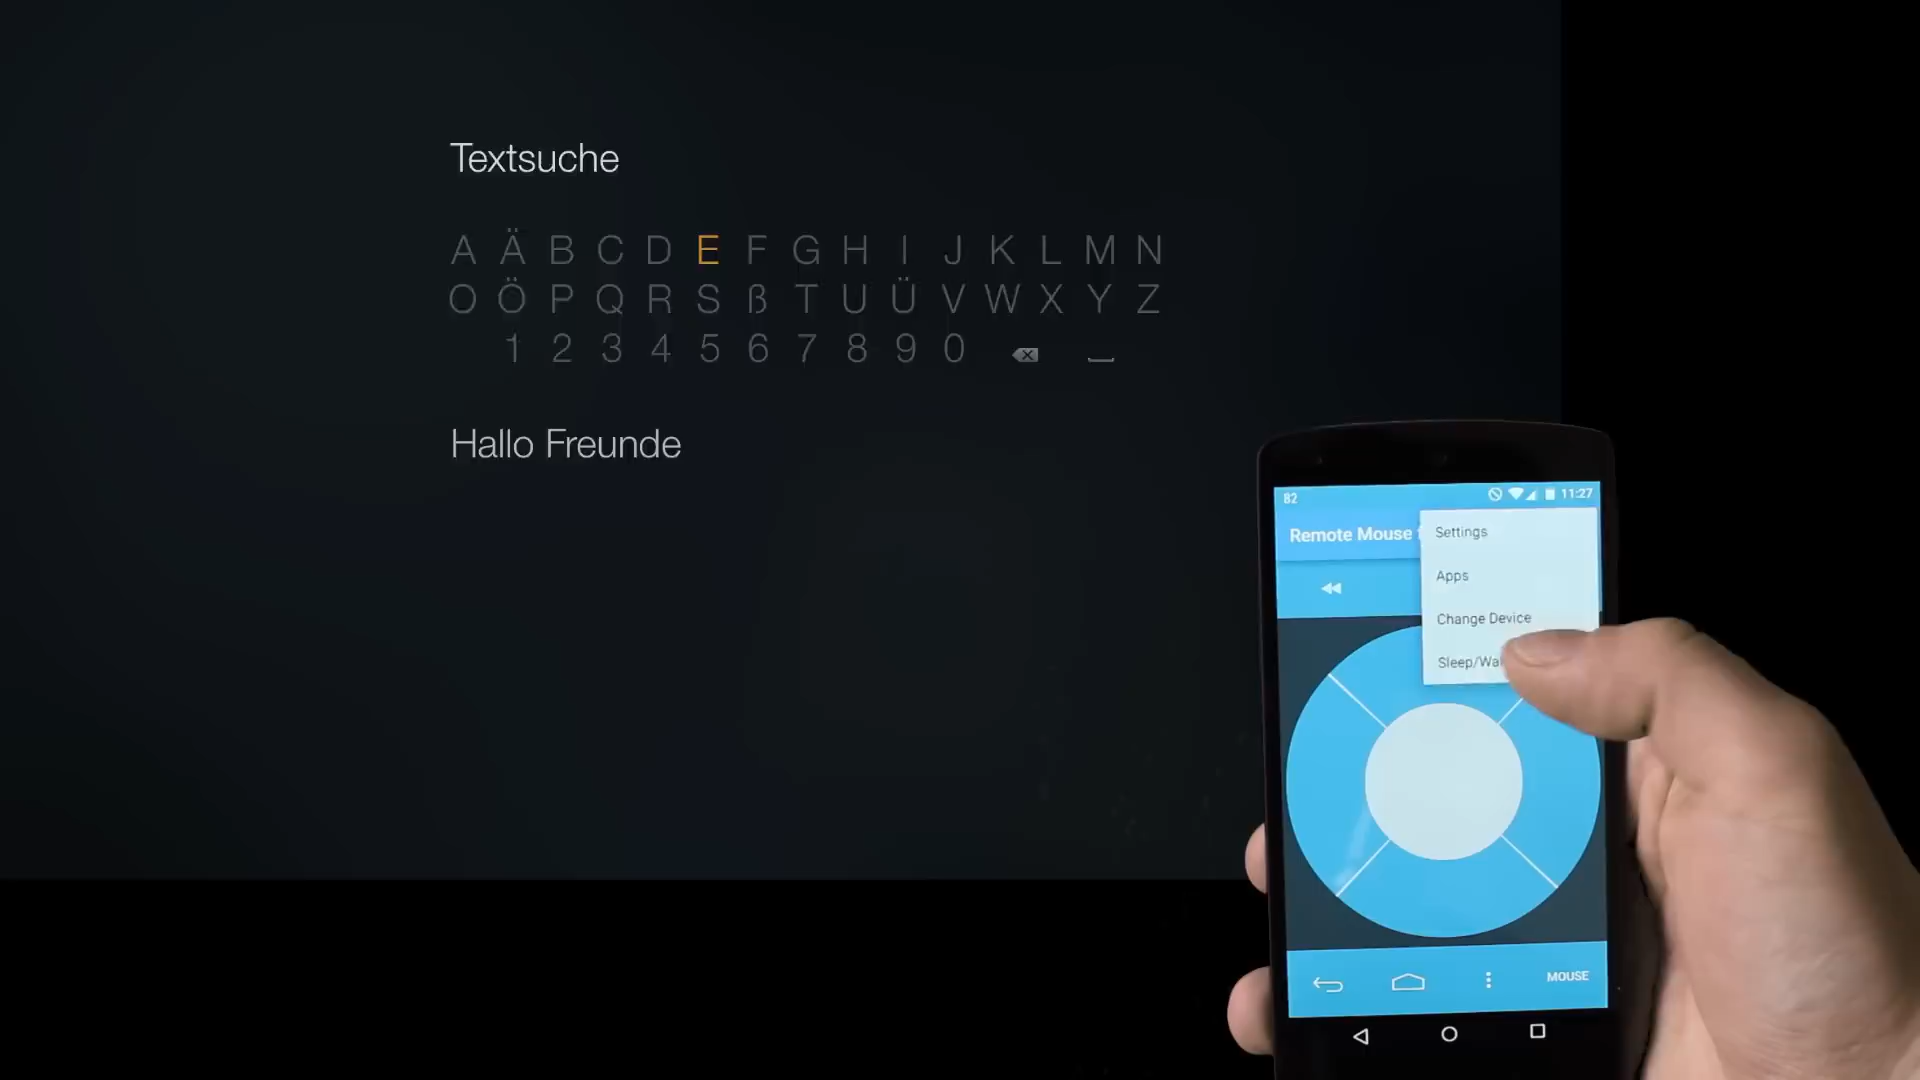 Textsuche
A Ä B C D E F G H I J K L M N
O Ö P Q R S ß T U Ü V W X Y Z
1 2 3 4 5 6 7 8 9 0
Hallo Freunde
82 11:27
Remote Mouse
Settings
Apps
Change Device
Sleep/
MOUSE